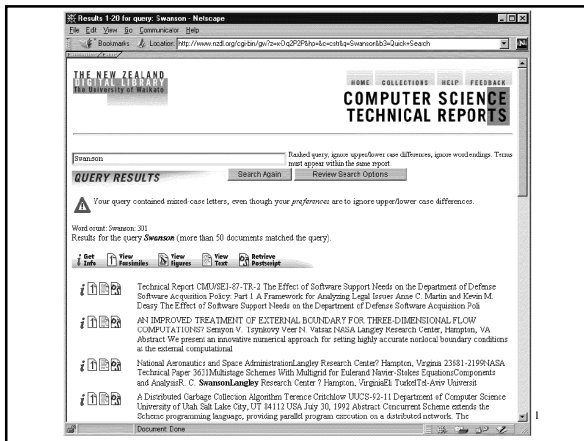 Results 1-20 for query: Swanson - Netscape
File Edit View Go Communicator Help
Bookmarks Location: http://www.nzdl.org/cgi-bin/gw?z=xOq2P2P&hp=&c=cstr&q=Swanson&b3=Quick+Search
THE NEW ZEALAND
DIGITAL LIBRARY
The University of Waikato
HOME COLLECTIONS HELP FEEDBACK
COMPUTER SCIENCE
TECHNICAL REPORTS
Swanson
Ranked query, ignore upper/lower case differences, ignore word endings. Terms
must appear within the same report
QUERY RESULTS Search Again Review Search Options
Your query contained mixed-case letters, even though your preferences are to ignore upper/lower case differences.
Word count: Swanson: 301
Results for the query Swanson (more than 50 documents matched the query).
Get Info View Facsimiles View Figures View Text Retrieve Postscript
Technical Report CMU/SEI-87-TR-2 The Effect of Software Support Needs on the Department of Defense
Software Acquisition Policy: Part 1 A Framework for Analyzing Legal Issues Anne C. Martin and Kevin M.
Deasy The Effect of Software Support Needs on the Department of Defense Software Acquisition Poli
AN IMPROVED TREATMENT OF EXTERNAL BOUNDARY FOR THREE-DIMENSIONAL FLOW
COMPUTATIONS? Semyon V. Tsynkovy Veer N. Vatsaz NASA Langley Research Center, Hampton, VA
Abstract We present an innovative numerical approach for setting highly accurate nonlocal boundary conditions
at the external computational
National Aeronautics and Space AdministrationLangley Research Center? Hampton, Virginia 23681-2199NASA
Technical Paper 3631Multistage Schemes With Multigrid for Eulerand Navier-Stokes EquationsComponents
and AnalysisR. C. SwansonLangley Research Center ? Hampton, VirginiaEli TurkelTel-Aviv Universit
A Distributed Garbage Collection Algorithm Terence Critchlow UUCS-92-11 Department of Computer Science
University of Utah Salt Lake City, UT 84112 USA July 30, 1992 Abstract Concurrent Scheme extends the
Scheme programming language, providing parallel program execution on a distributed network. The
Document: Done
1